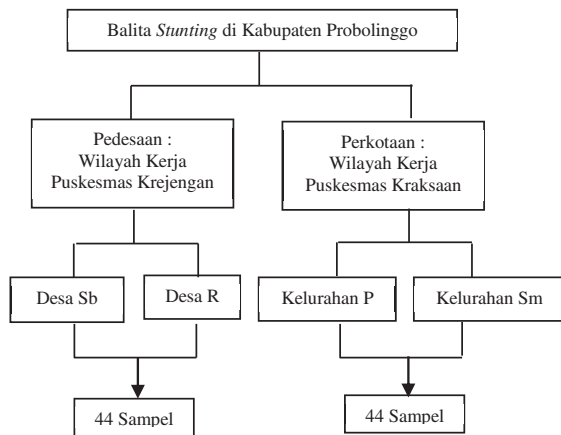 Balita Stunting di Kabupaten Probolinggo
Pedesaan :
Wilayah Kerja
Puskesmas Krejengan
Perkotaan :
Wilayah Kerja
Puskesmas Kraksaan
Desa Sb
Desa R
Kelurahan P
Kelurahan Sm
44 Sampel
44 Sampel